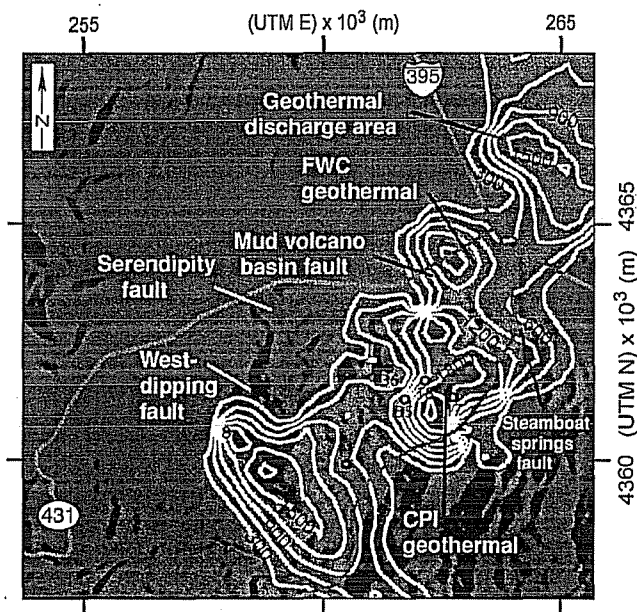 255
(UTM E) x 10³ (m)
265
N
395
Geothermal
discharge area
FWC
geothermal
Mud volcano
basin fault
Serendipity
fault
West-
dipping
fault
Steamboat
springs
fault
CPI
geothermal
431
4365
(UTM N) x 10³ (m)
4360
900